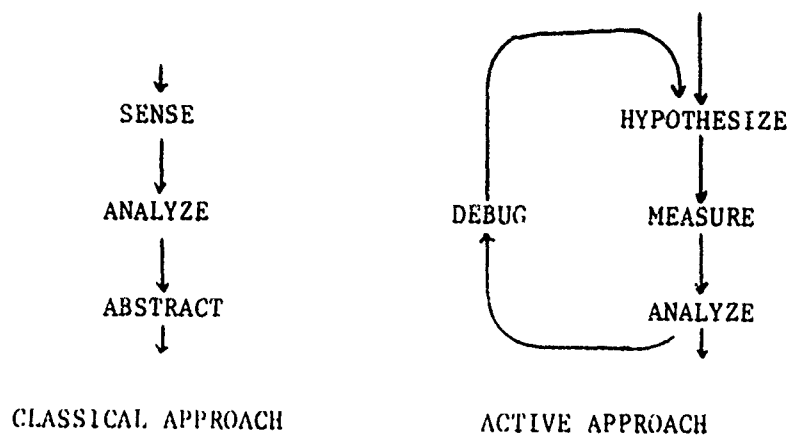 SENSE
ANALYZE
ABSTRACT
CLASSICAL APPROACH
HYPOTHESIZE
DEBUG
MEASURE
ANALYZE
ACTIVE APPROACH